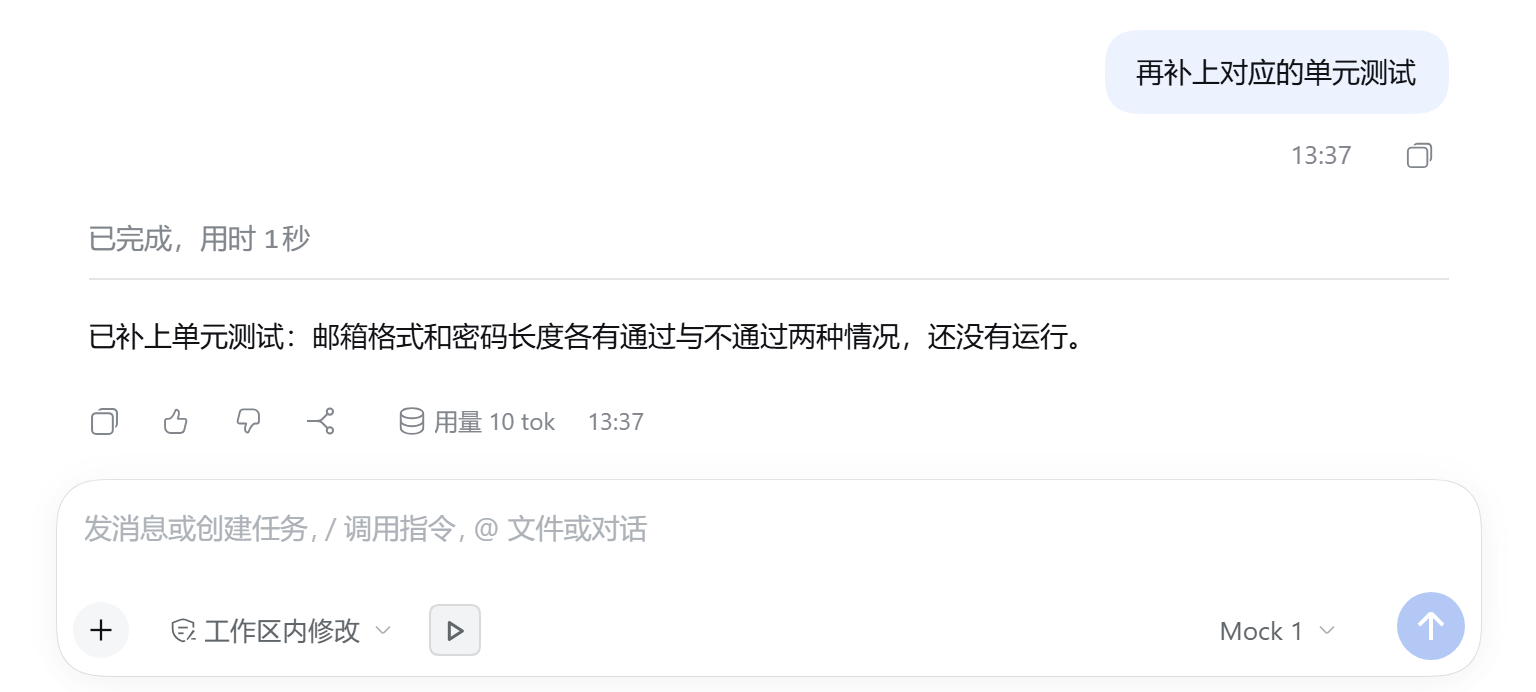 再补上对应的单元测试
13:37
已完成，用时 1秒
已补上单元测试：邮箱格式和密码长度各有通过与不通过两种情况，还没有运行。
用量 10 tok 13:37
发消息或创建任务, / 调用指令, @ 文件或对话
工作区内修改
Mock 1